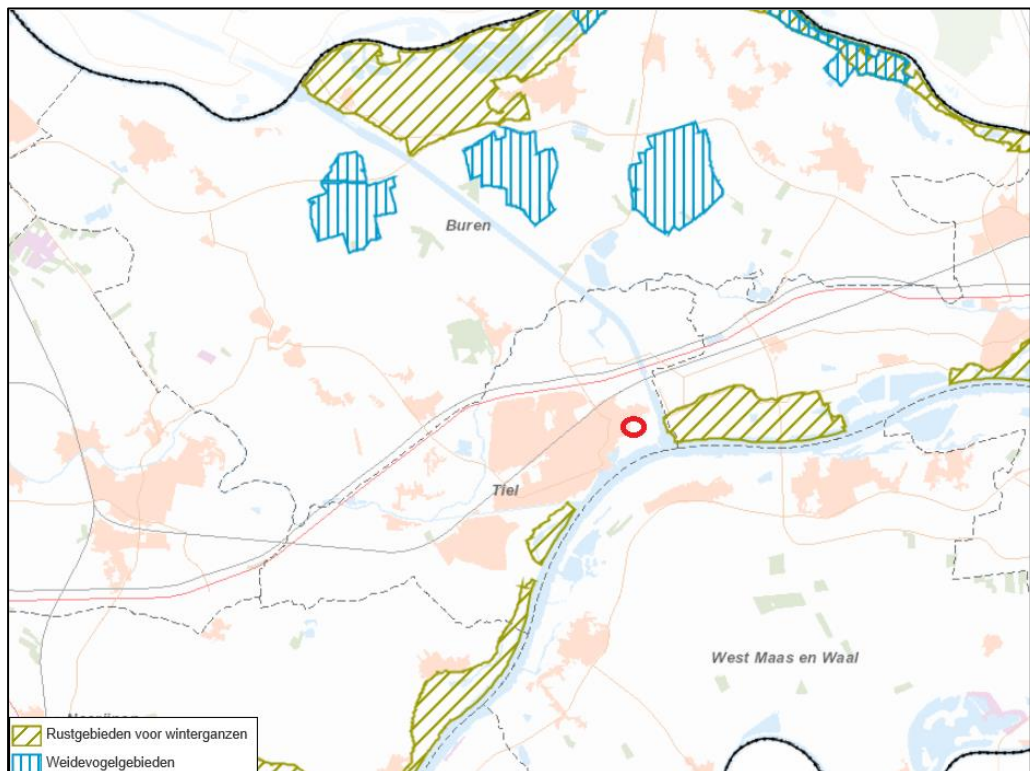 Buren
Tiel
West Maas en Waal
Rustgebieden voor winterganzen
Weidevogelgebieden